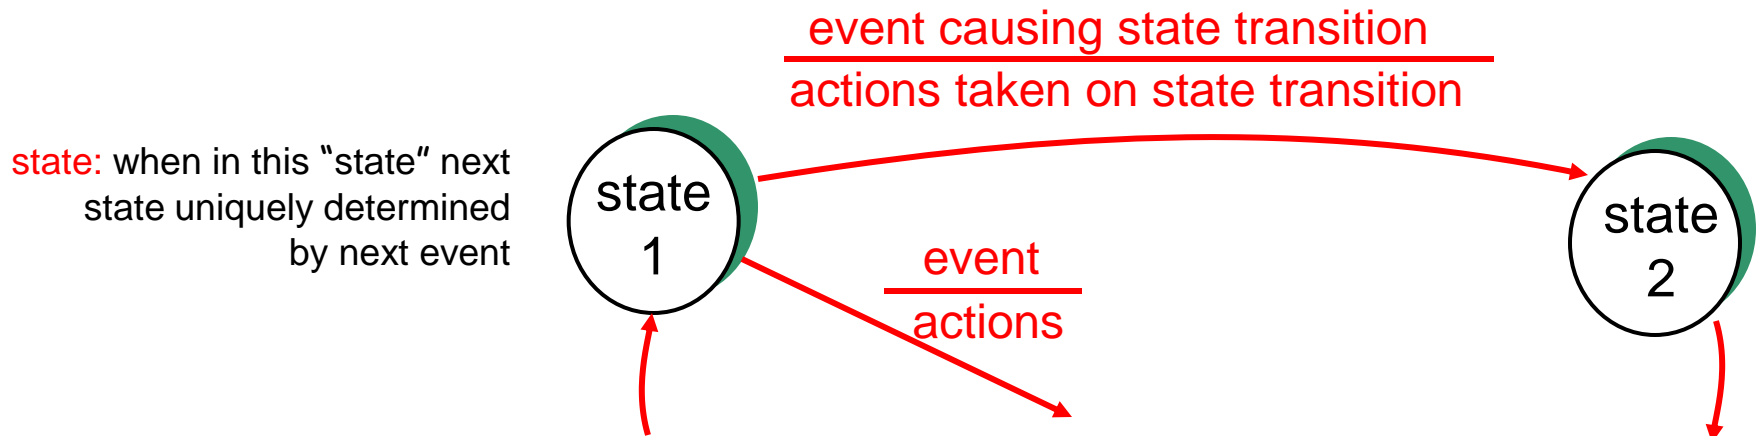 event causing state transition
actions taken on state transition
state: when in this “state” next
state uniquely determined
by next event
state
1
event
actions
state
2